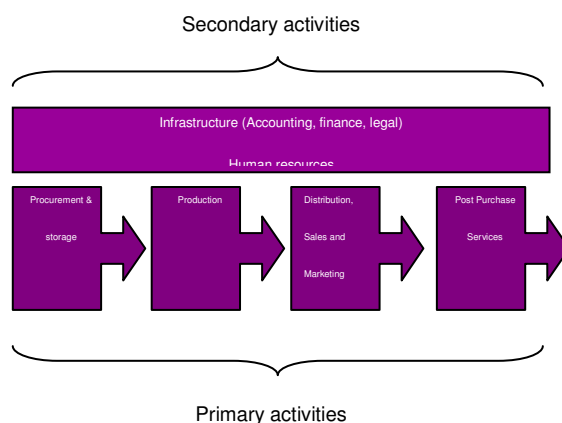 Secondary activities
Infrastructure (Accounting, finance, legal)
Human resources
Procurement &
storage
Production
Distribution,
Sales and
Marketing
Post Purchase
Services
Primary activities